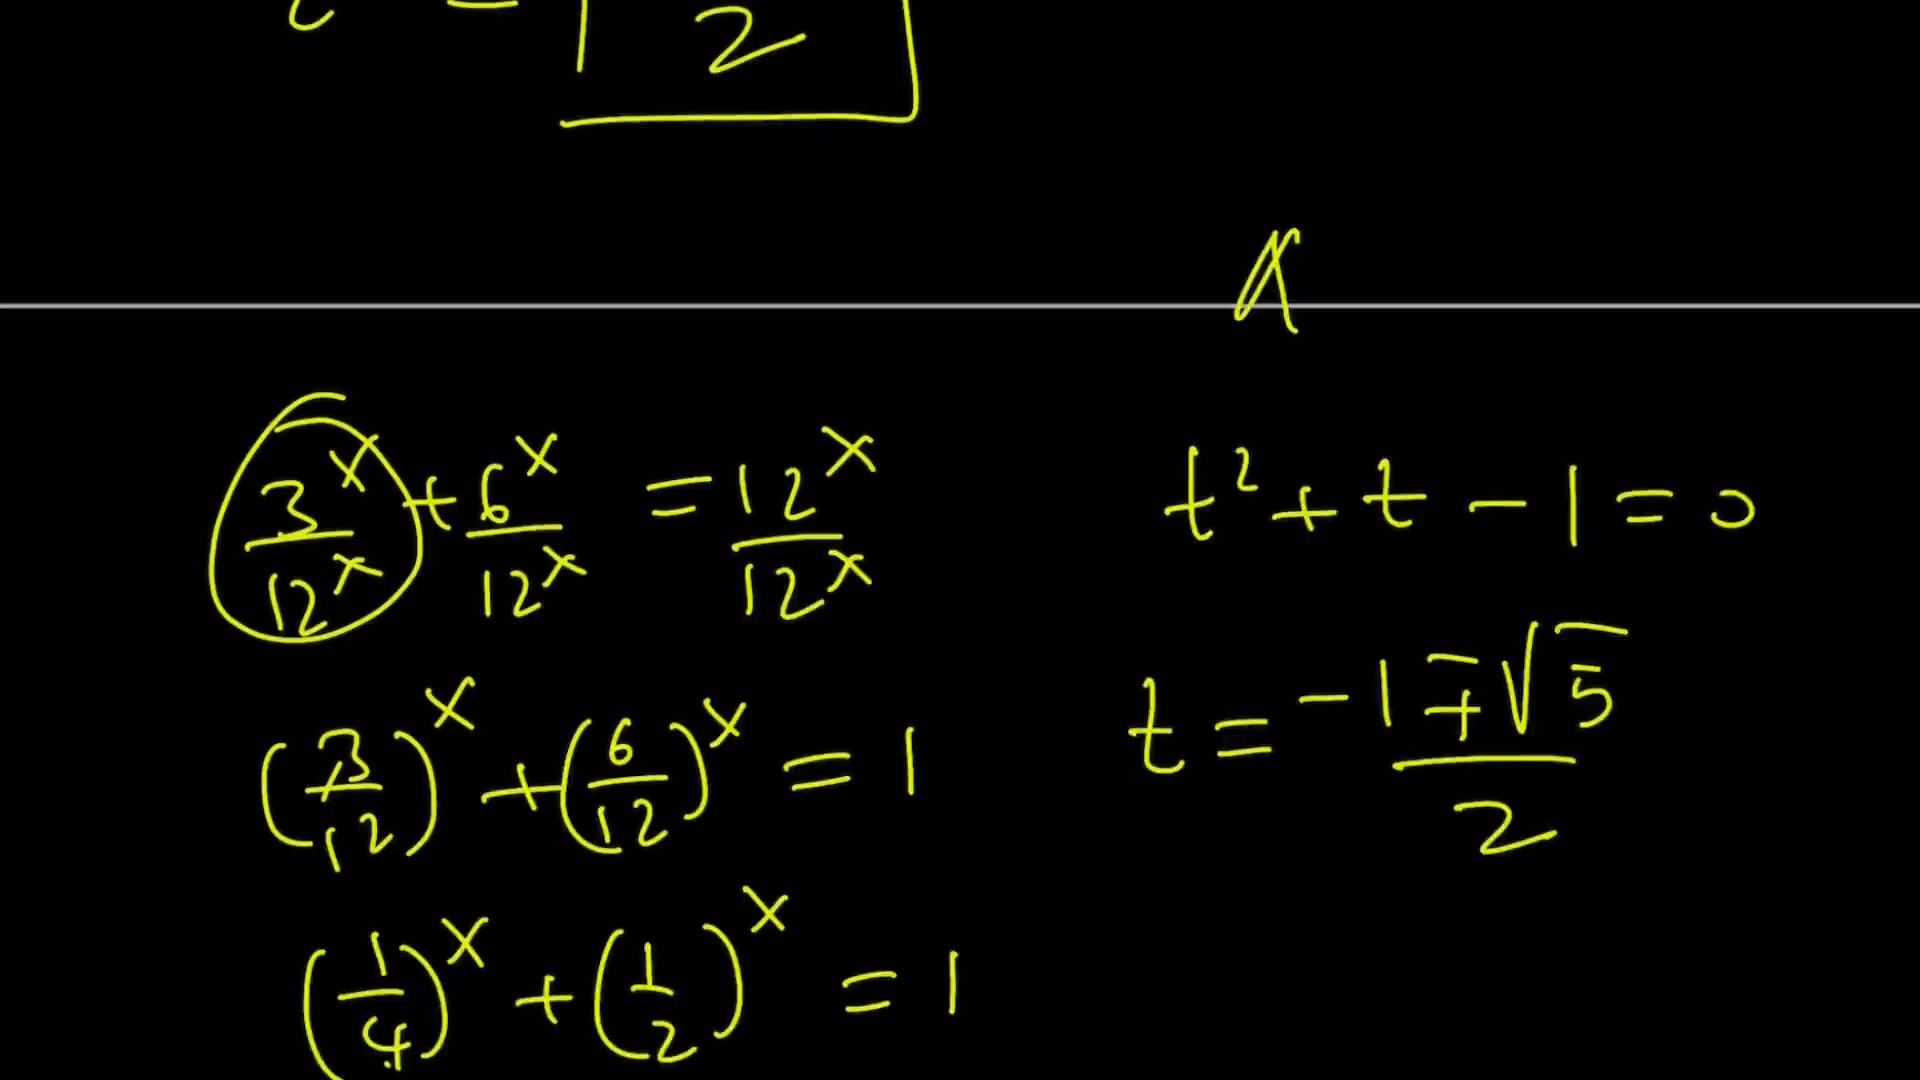 2
3^x/12^x + 6^x/12^x = 12^x/12^x
(3/12)^x + (6/12)^x = 1
(1/4)^x + (1/2)^x = 1
t² + t - 1 = 0
t = (-1 ∓ √5)/2